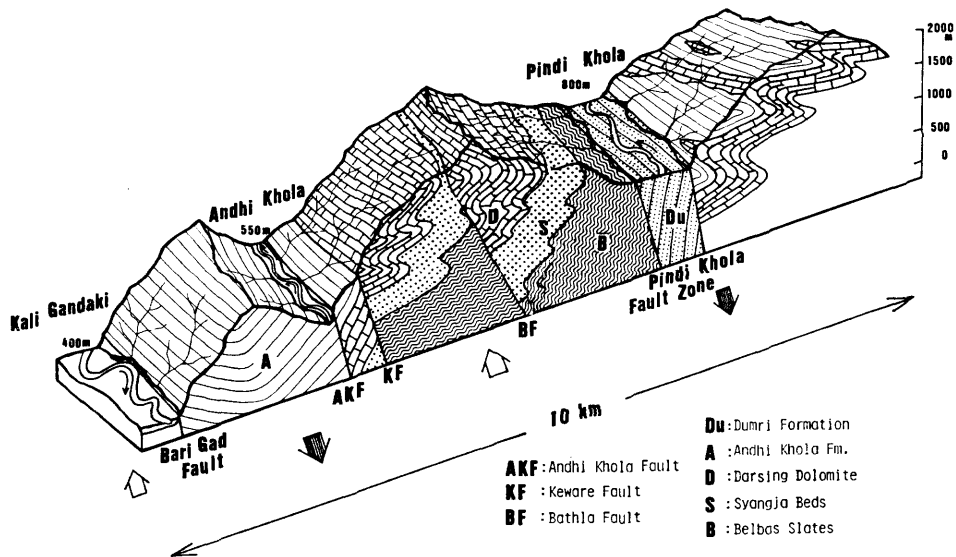 2000
m
1500
1000
500
0
Pindi Khola
800m
Andhi Khola
550m
Kali Gandaki
400m
D
S
B
Du
A
Pindi Khola
Fault Zone
BF
KF
AKF
Bari Gad
Fault
10 km
AKF:Andhi Khola Fault
KF :Keware Fault
BF :Bathla Fault
Du:Dumri Formation
A :Andhi Khola Fm.
D :Darsing Dolomite
S :Syangja Beds
B :Belbas Slates